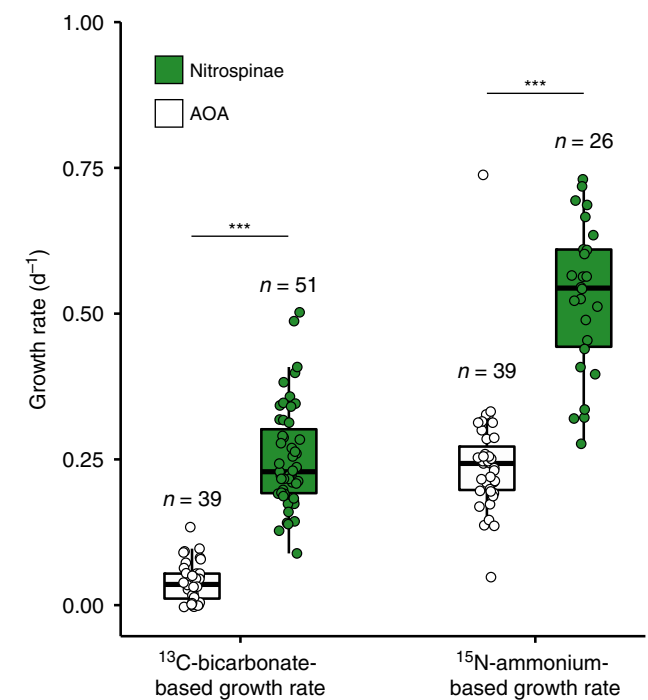 1.00
Nitrospinae
AOA
***
n = 26
0.75
***
n = 51
0.50
n = 39
Growth rate (d⁻¹)
0.25
n = 39
0.00
¹³C-bicarbonate-
based growth rate
¹⁵N-ammonium-
based growth rate